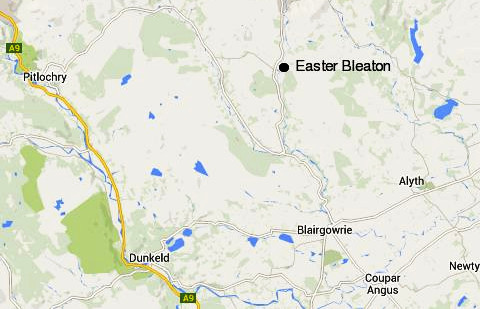 A9
Easter Bleaton
Pitlochry
Alyth
Blairgowrie
Dunkeld
Coupar
Angus
Newty
A9